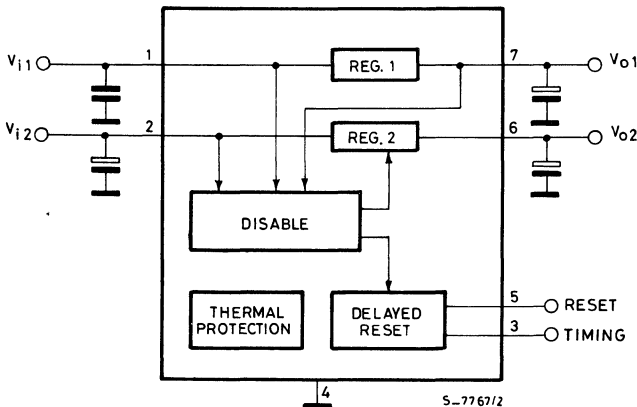 Vi1
1
REG. 1
7
Vo1
Vi2
2
REG. 2
6
Vo2
DISABLE
THERMAL
PROTECTION
DELAYED
RESET
5
RESET
3
TIMING
4
S_7767/2